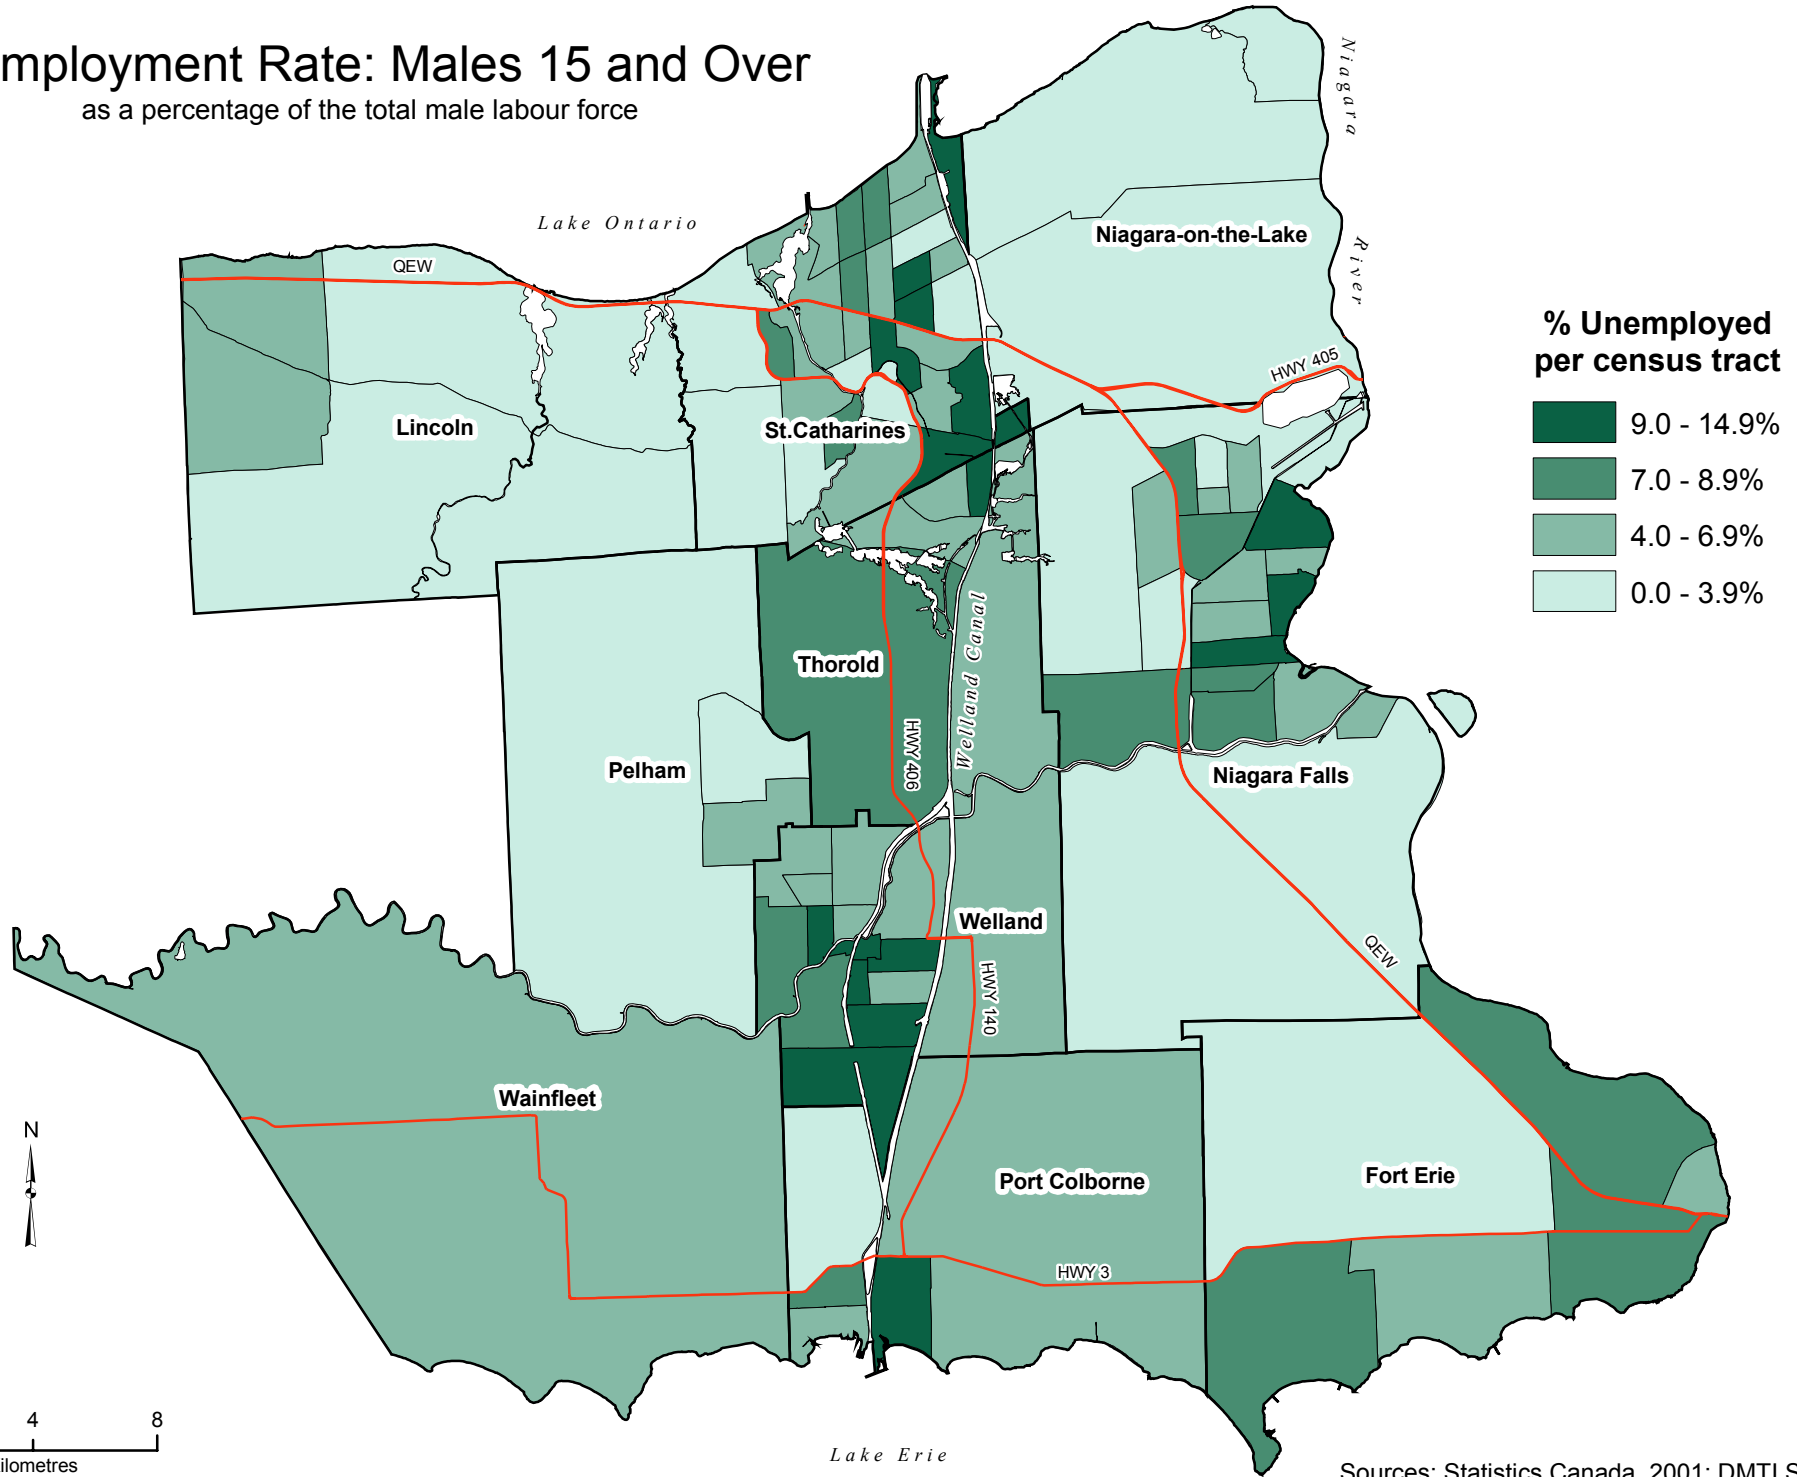 mployment Rate: Males 15 and Over
as a percentage of the total male labour force
Niagara
River
Lake Ontario
QEW
Niagara-on-the-Lake
HWY 405
% Unemployed
per census tract
9.0 - 14.9%
7.0 - 8.9%
4.0 - 6.9%
0.0 - 3.9%
Lincoln
St.Catharines
Thorold
Welland Canal
HWY 406
Pelham
Niagara Falls
Welland
QEW
HWY 140
Wainfleet
N
Port Colborne
Fort Erie
HWY 3
4 8
ilometres
Lake Erie
Sources: Statistics Canada, 2001; DMTI S